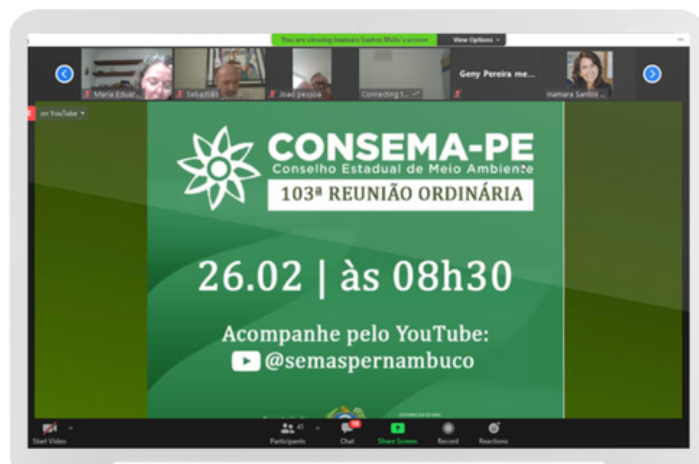 You are viewing Inamara Santos Mélo's screen
View Options
Maria Eduar...
Sebastião
Joao pessoa
Connecting t...
Geny Pereira me...
Inamara Santos
on YouTube
CONSEMA-PE
Conselho Estadual de Meio Ambiente
103ª REUNIÃO ORDINÁRIA
26.02 | às 08h30
Acompanhe pelo YouTube:
@semaspernambuco
Start Video
Participants
41
Chat
Share Screen
Record
Reactions